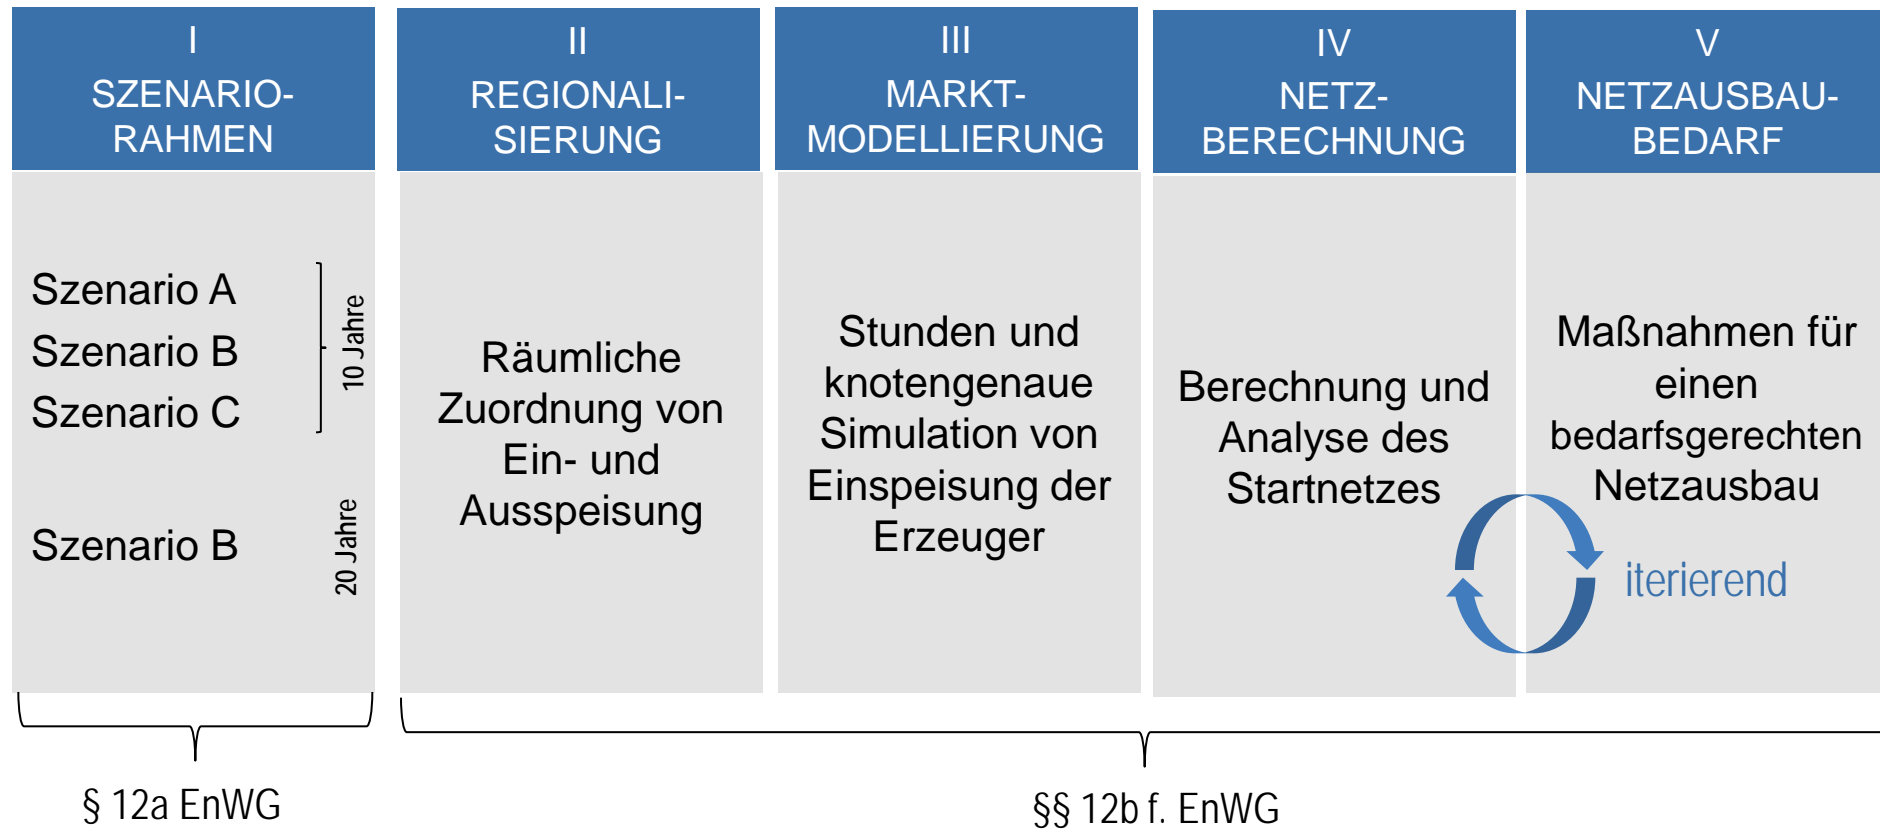 I
SZENARIO-
RAHMEN
Szenario A
Szenario B
Szenario C
10 Jahre
Szenario B
20 Jahre
§ 12a EnWG
II
REGIONALI-
SIERUNG
Räumliche
Zuordnung von
Ein- und
Ausspeisung
III
MARKT-
MODELLIERUNG
Stunden und
knotengenaue
Simulation von
Einspeisung der
Erzeuger
IV
NETZ-
BERECHNUNG
Berechnung und
Analyse des
Startnetzes
V
NETZAUSBAU-
BEDARF
Maßnahmen für
einen
bedarfsgerechten
Netzausbau
iterierend
§§ 12b f. EnWG